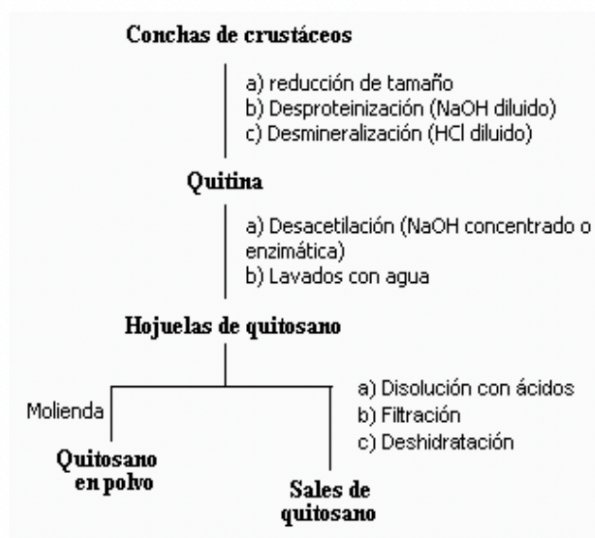 Conchas de crustáceos
a) reducción de tamaño
b) Desproteinización (NaOH diluido)
c) Desmineralización (HCl diluido)
Quitina
a) Desacetilación (NaOH concentrado o
enzimática)
b) Lavados con agua
Hojuelas de quitosano
Molienda
a) Disolución con ácidos
b) Filtración
c) Deshidratación
Quitosano
en polvo
Sales de
quitosano